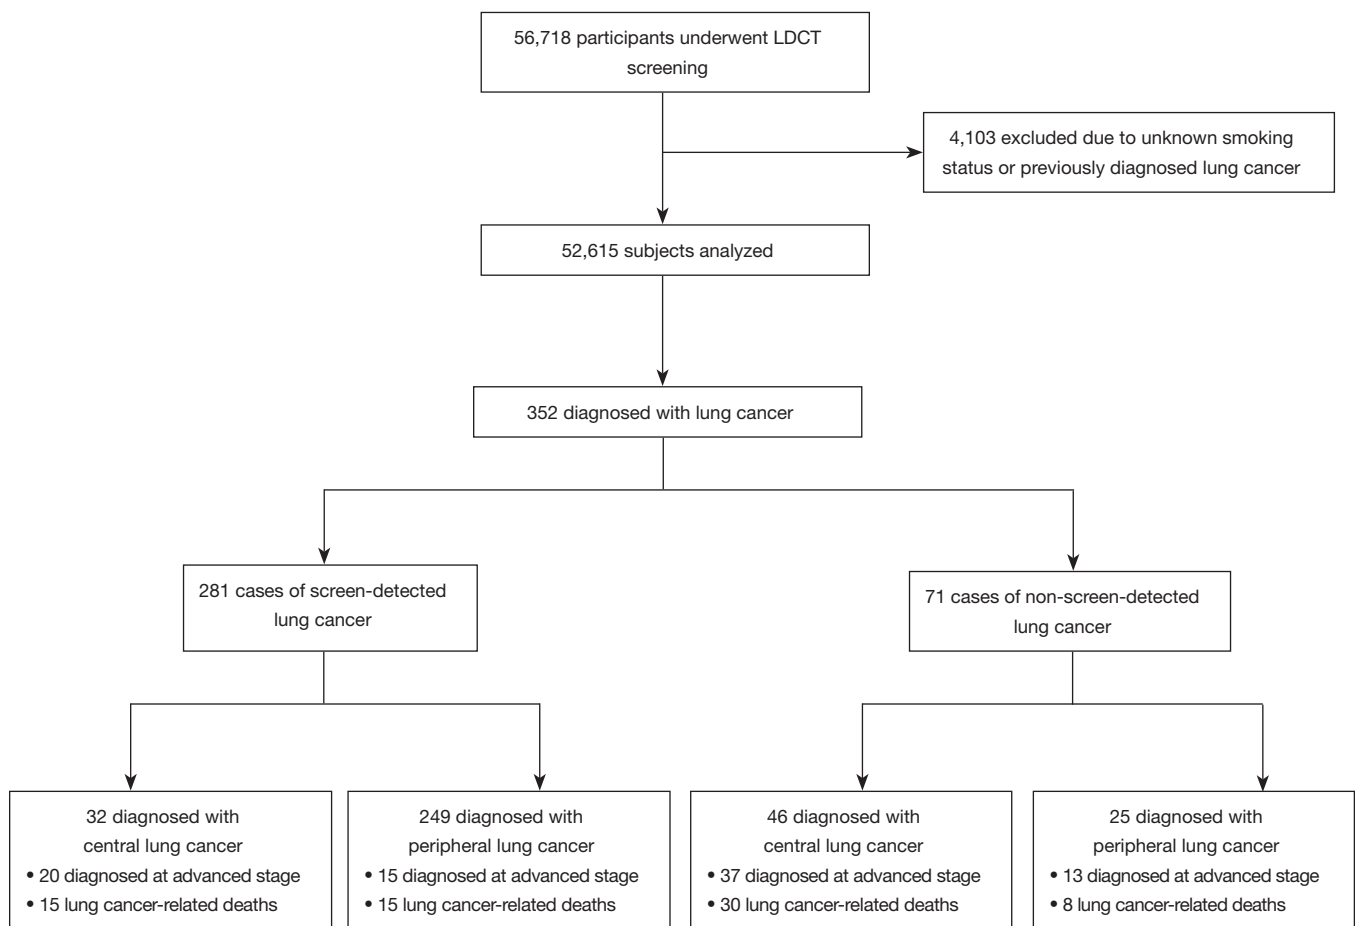 56,718 participants underwent LDCT
screening
4,103 excluded due to unknown smoking
status or previously diagnosed lung cancer
52,615 subjects analyzed
352 diagnosed with lung cancer
281 cases of screen-detected
lung cancer
71 cases of non-screen-detected
lung cancer
32 diagnosed with
central lung cancer
• 20 diagnosed at advanced stage
• 15 lung cancer-related deaths
249 diagnosed with
peripheral lung cancer
• 15 diagnosed at advanced stage
• 15 lung cancer-related deaths
46 diagnosed with
central lung cancer
• 37 diagnosed at advanced stage
• 30 lung cancer-related deaths
25 diagnosed with
peripheral lung cancer
• 13 diagnosed at advanced stage
• 8 lung cancer-related deaths